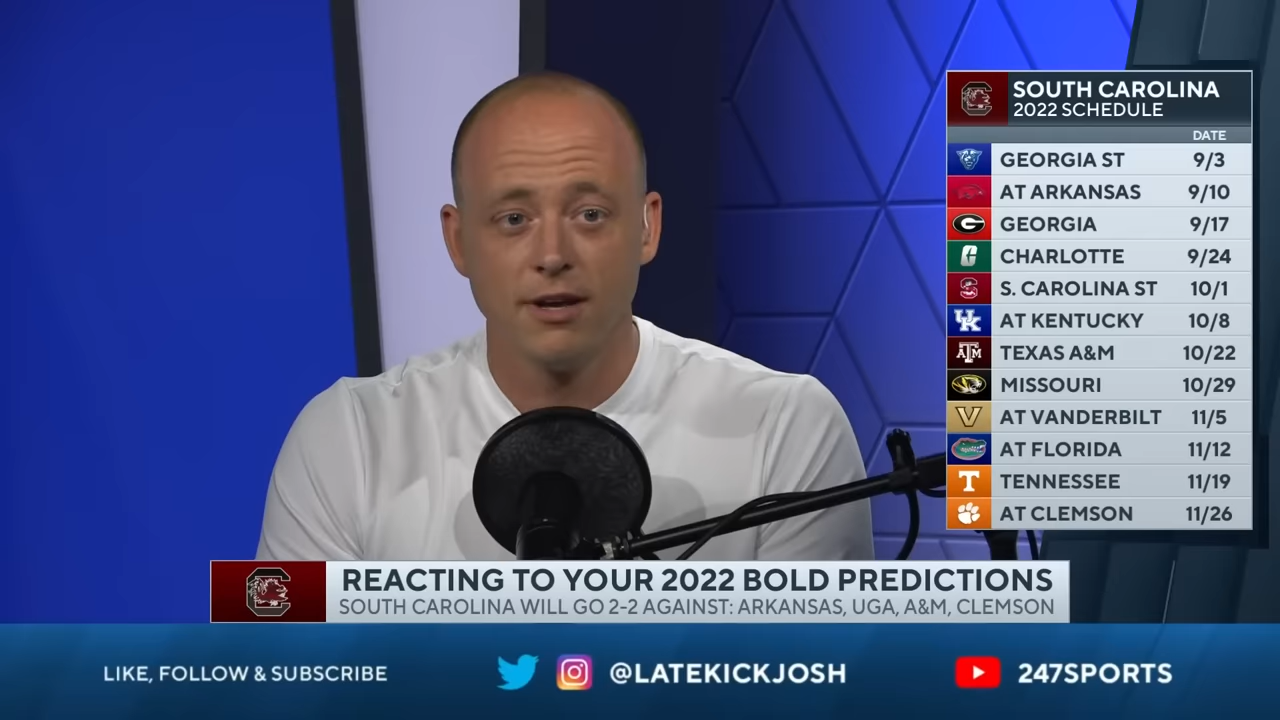 SOUTH CAROLINA
2022 SCHEDULE
DATE
GEORGIA ST 9/3
AT ARKANSAS 9/10
G GEORGIA 9/17
C CHARLOTTE 9/24
S. CAROLINA ST 10/1
UK AT KENTUCKY 10/8
ATM TEXAS A&M 10/22
MISSOURI 10/29
V AT VANDERBILT 11/5
AT FLORIDA 11/12
T TENNESSEE 11/19
AT CLEMSON 11/26
REACTING TO YOUR 2022 BOLD PREDICTIONS
SOUTH CAROLINA WILL GO 2-2 AGAINST: ARKANSAS, UGA, A&M, CLEMSON
LIKE, FOLLOW & SUBSCRIBE @LATEKICKJOSH 247SPORTS